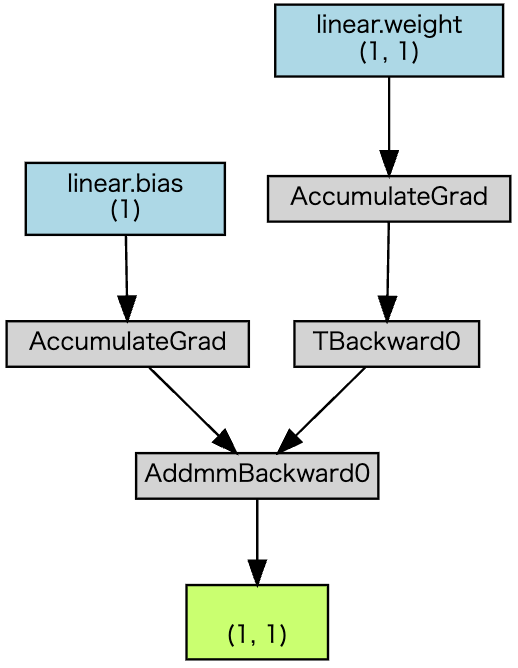 linear.weight
(1, 1)
linear.bias
(1)
AccumulateGrad
AccumulateGrad
TBackward0
AddmmBackward0
(1, 1)